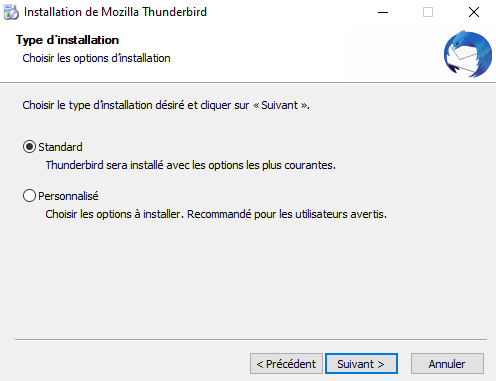 Installation de Mozilla Thunderbird
Type d'installation
Choisir les options d'installation
Choisir le type d'installation désiré et cliquer sur « Suivant ».
Standard
Thunderbird sera installé avec les options les plus courantes.
Personnalisé
Choisir les options à installer. Recommandé pour les utilisateurs avertis.
< Précédent Suivant > Annuler